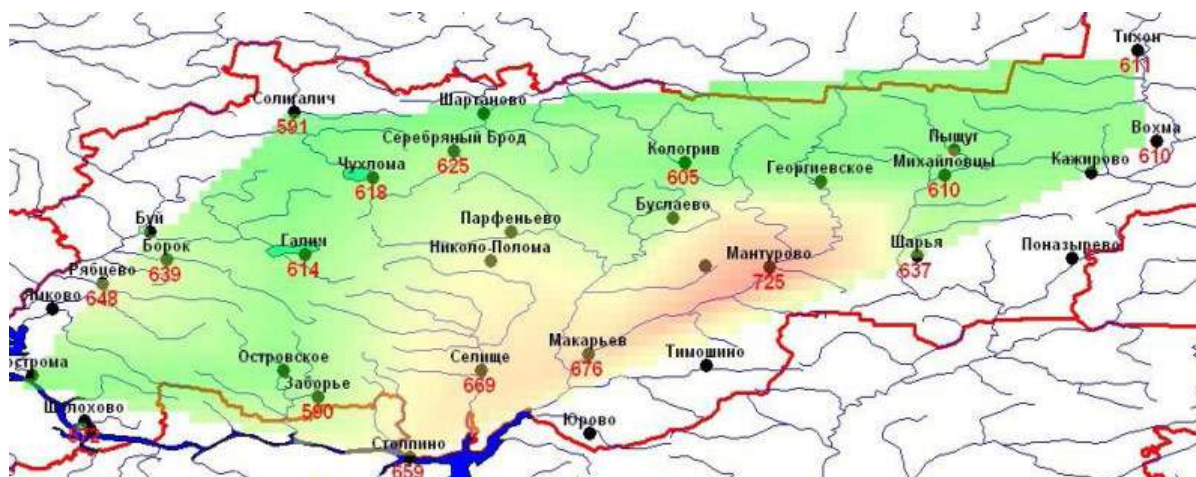 Тихон
611
Солигалич
591
Шартаново
Серебряный Брод
625
Чухлома
618
Кологрив
605
Пыщуг
Михайловцы
610
Вохма
610
Кажирово
Георгиевское
Буслаево
Парфеньево
Николо-Полома
Буй
Борок
639
Галич
614
Рябцево
648
Мантурово
725
Шарья
637
Поназырево
Макарьев
676
Тимошино
Островское
Заборье
590
Селище
669
острома
Шолохово
Юрово
Столпино
659